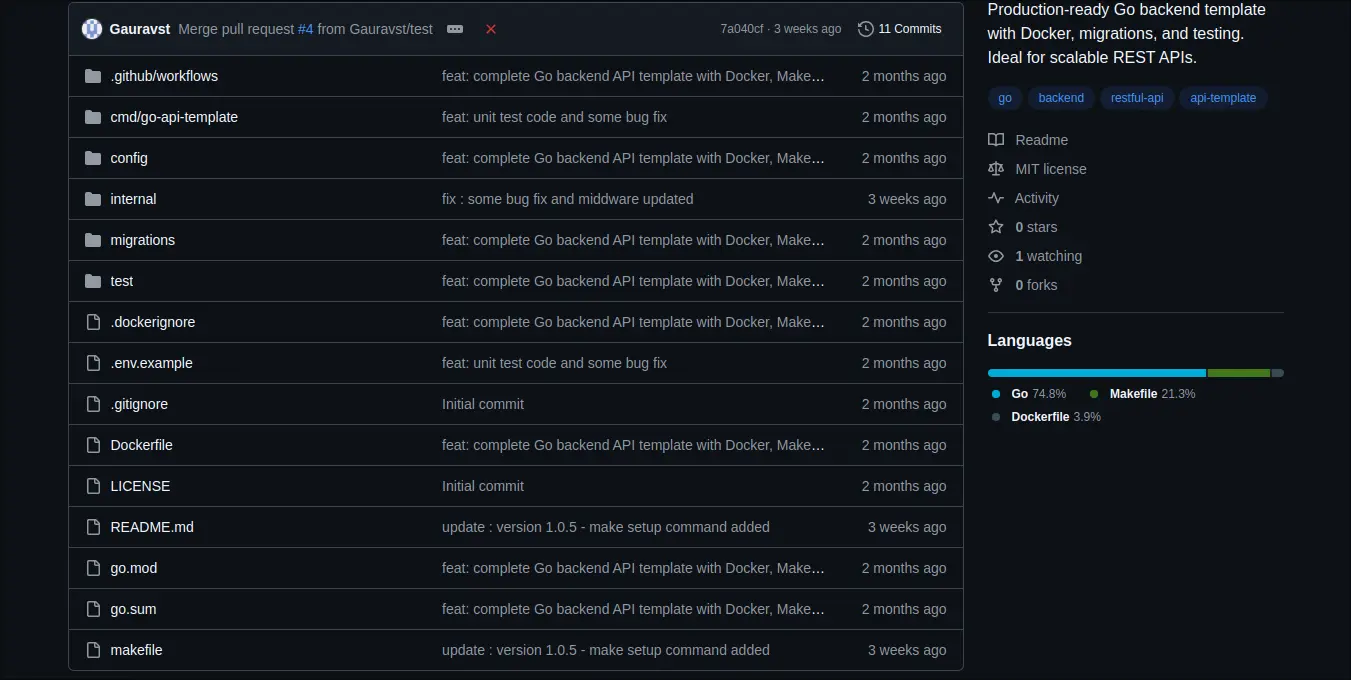 Gauravst Merge pull request #4 from Gauravst/test 7a040cf · 3 weeks ago 11 Commits
.github/workflows feat: complete Go backend API template with Docker, Make… 2 months ago
cmd/go-api-template feat: unit test code and some bug fix 2 months ago
config feat: complete Go backend API template with Docker, Make… 2 months ago
internal fix : some bug fix and middware updated 3 weeks ago
migrations feat: complete Go backend API template with Docker, Make… 2 months ago
test feat: complete Go backend API template with Docker, Make… 2 months ago
.dockerignore feat: complete Go backend API template with Docker, Make… 2 months ago
.env.example feat: unit test code and some bug fix 2 months ago
.gitignore Initial commit 2 months ago
Dockerfile feat: complete Go backend API template with Docker, Make… 2 months ago
LICENSE Initial commit 2 months ago
README.md update : version 1.0.5 - make setup command added 3 weeks ago
go.mod feat: complete Go backend API template with Docker, Make… 2 months ago
go.sum feat: complete Go backend API template with Docker, Make… 2 months ago
makefile update : version 1.0.5 - make setup command added 3 weeks ago
Production-ready Go backend template
with Docker, migrations, and testing.
Ideal for scalable REST APIs.
go backend restful-api api-template
Readme
MIT license
Activity
0 stars
1 watching
0 forks
Languages
Go 74.8% Makefile 21.3%
Dockerfile 3.9%